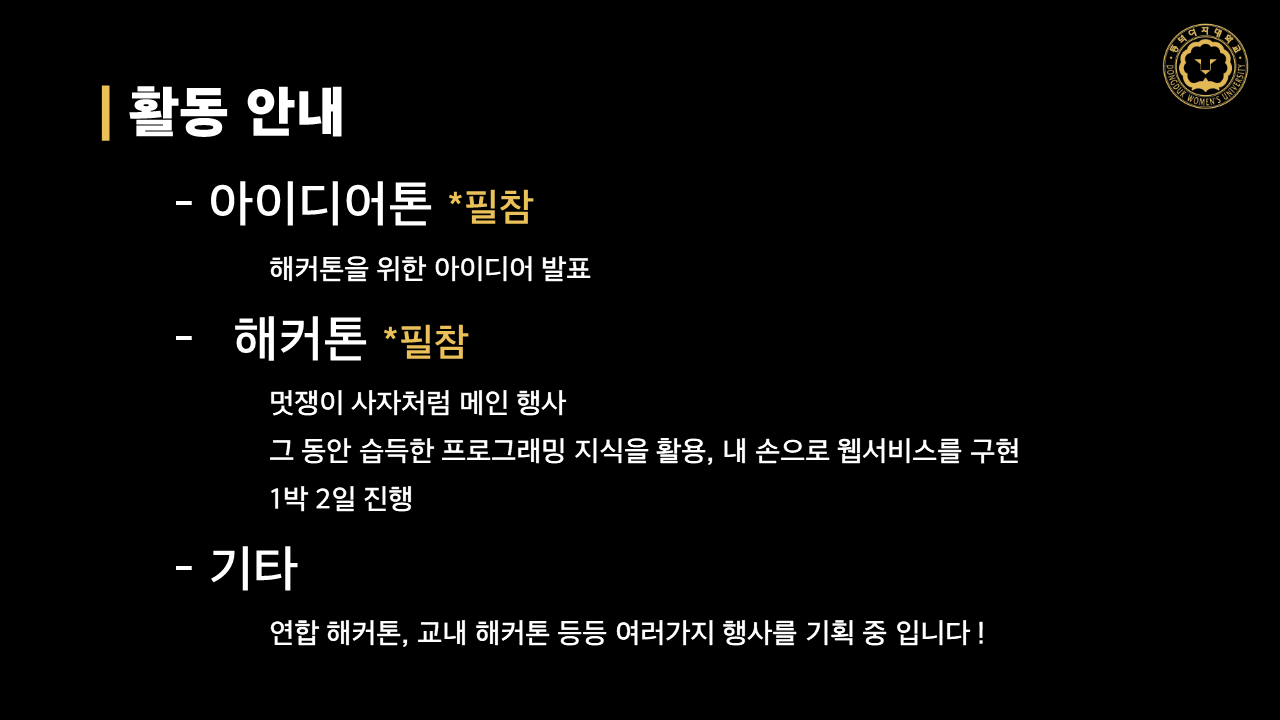 동덕여자대학교
DONGDUK WOMEN'S UNIVERSITY
활동 안내
- 아이디어톤 *필참
해커톤을 위한 아이디어 발표
- 해커톤 *필참
멋쟁이 사자처럼 메인 행사
그 동안 습득한 프로그래밍 지식을 활용, 내 손으로 웹서비스를 구현
1박 2일 진행
- 기타
연합 해커톤, 교내 해커톤 등등 여러가지 행사를 기획 중 입니다 !